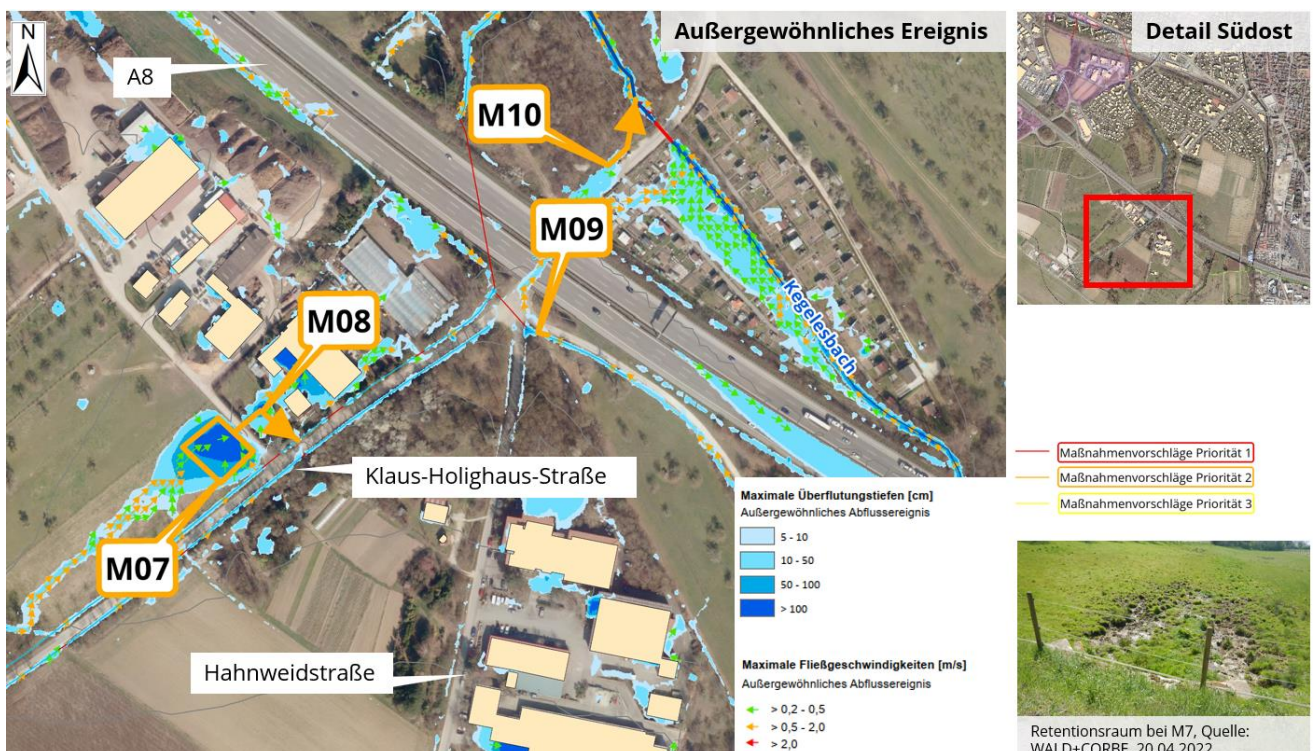 Außergewöhnliches Ereignis
Detail Südost
N
A8
M10
M09
M08
Kegelesbach
Klaus-Holighaus-Straße
M07
Hahnweidstraße
Maximale Überflutungstiefen [cm]
Außergewöhnliches Abflussereignis
5 - 10
10 - 50
50 - 100
> 100
Maximale Fließgeschwindigkeiten [m/s]
Außergewöhnliches Abflussereignis
> 0,2 - 0,5
> 0,5 - 2,0
> 2,0
Maßnahmenvorschläge Priorität 1
Maßnahmenvorschläge Priorität 2
Maßnahmenvorschläge Priorität 3
Retentionsraum bei M7, Quelle:
WALD+CORBE, 20.04.2022